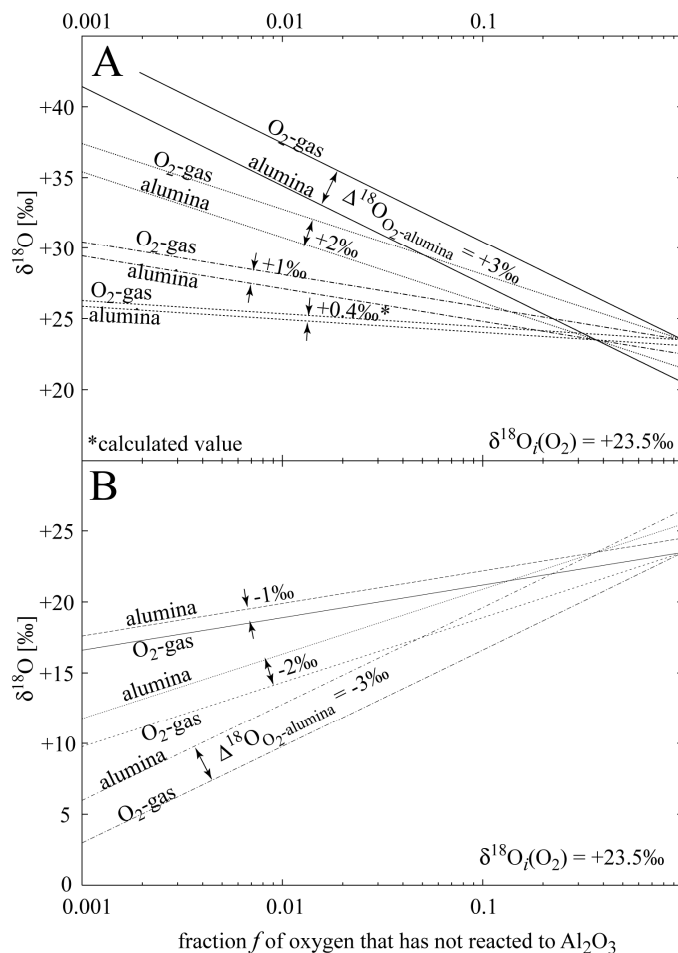 0.001 0.01 0.1
A
O2-gas
alumina
Δ18OO2-alumina = +3‰
O2-gas
alumina
+2‰
O2-gas
alumina
+1‰
O2-gas
alumina
+0.4‰*
+40
+35
+30
+25
+20
δ18O [‰]
*calculated value
δ18Oi(O2) = +23.5‰
B
-1‰
alumina
O2-gas
-2‰
alumina
O2-gas
Δ18OO2-alumina = -3‰
alumina
O2-gas
+25
+20
+15
+10
5
0
δ18O [‰]
δ18Oi(O2) = +23.5‰
0.001 0.01 0.1
fraction f of oxygen that has not reacted to Al2O3